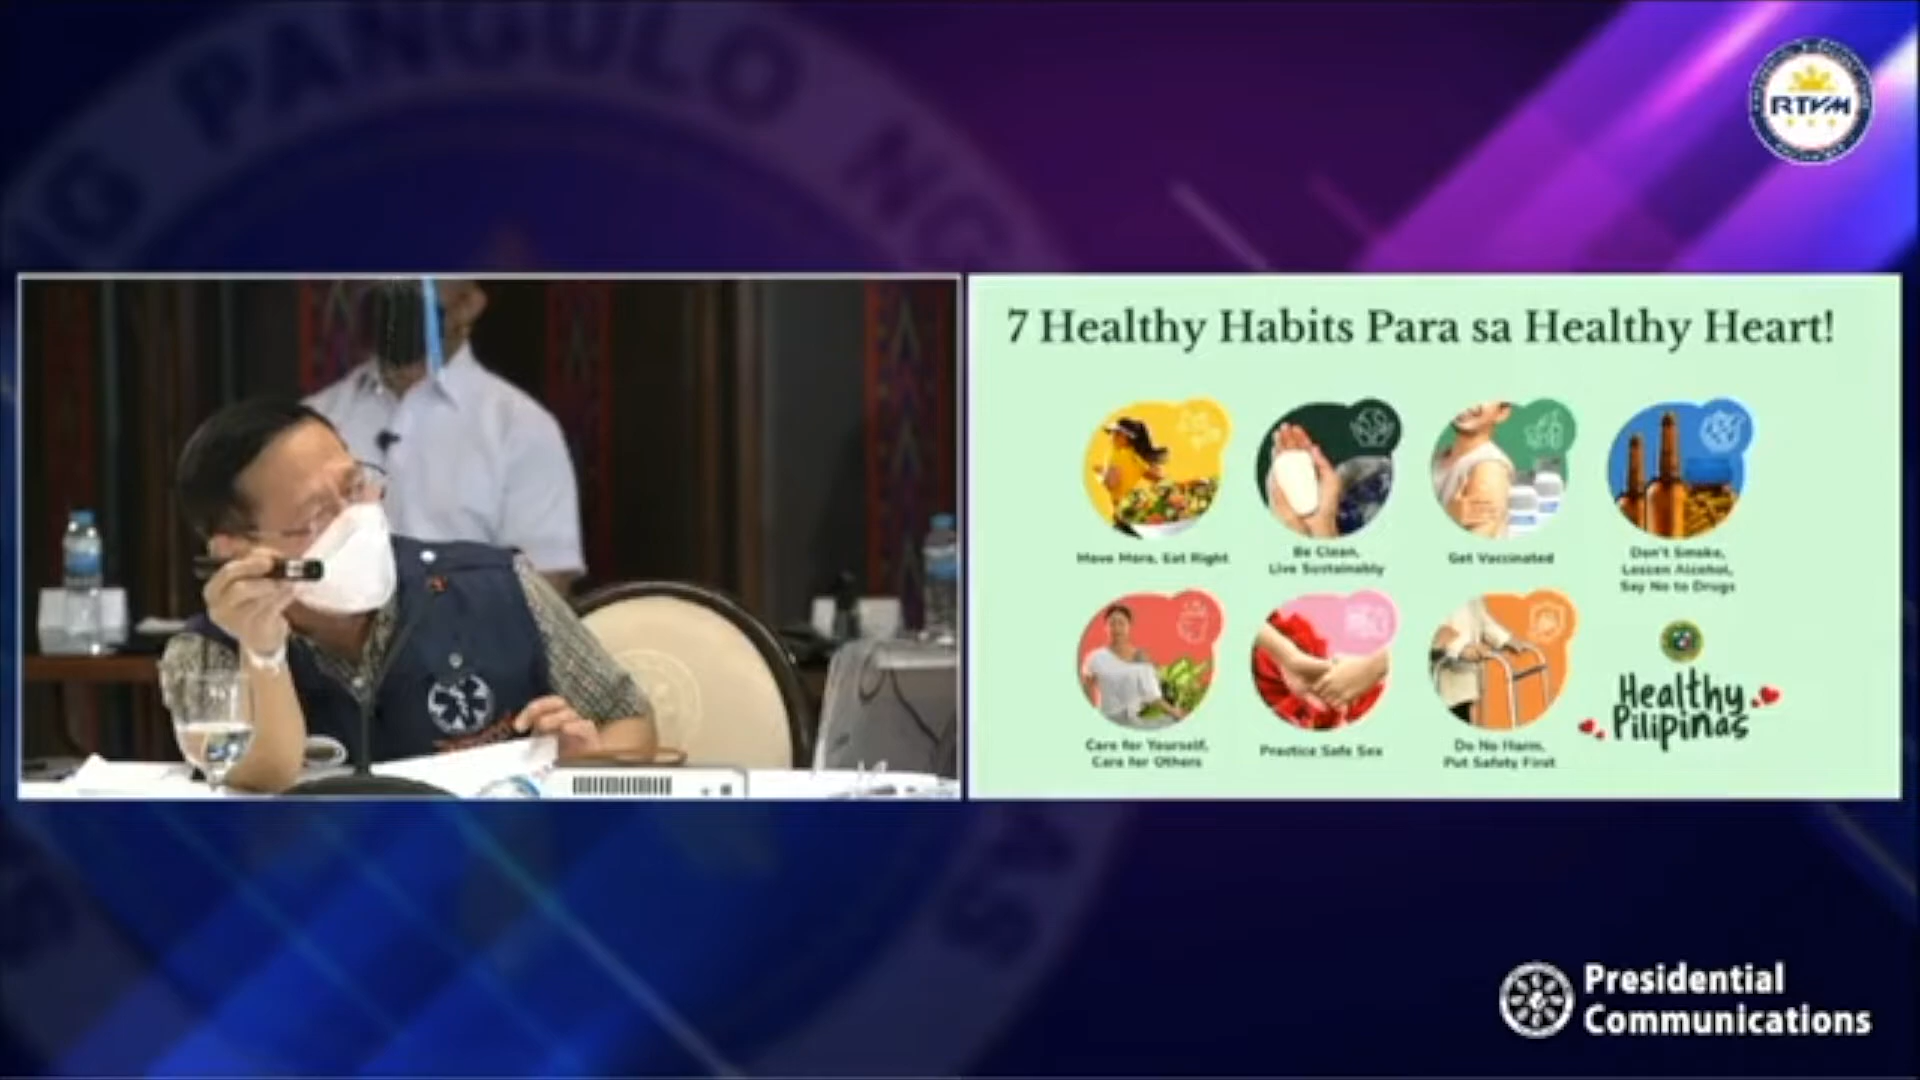 PANGULO NG
RTVM
7 Healthy Habits Para sa Healthy Heart!
Move More, Eat Right
Be Clean,
Live Sustainably
Get Vaccinated
Don't Smoke,
Lessen Alcohol,
Say No to Drugs
Care for Yourself,
Care for Others
Practice Safe Sex
Do No Harm,
Put Safety First
Healthy
Pilipinas
Presidential
Communications